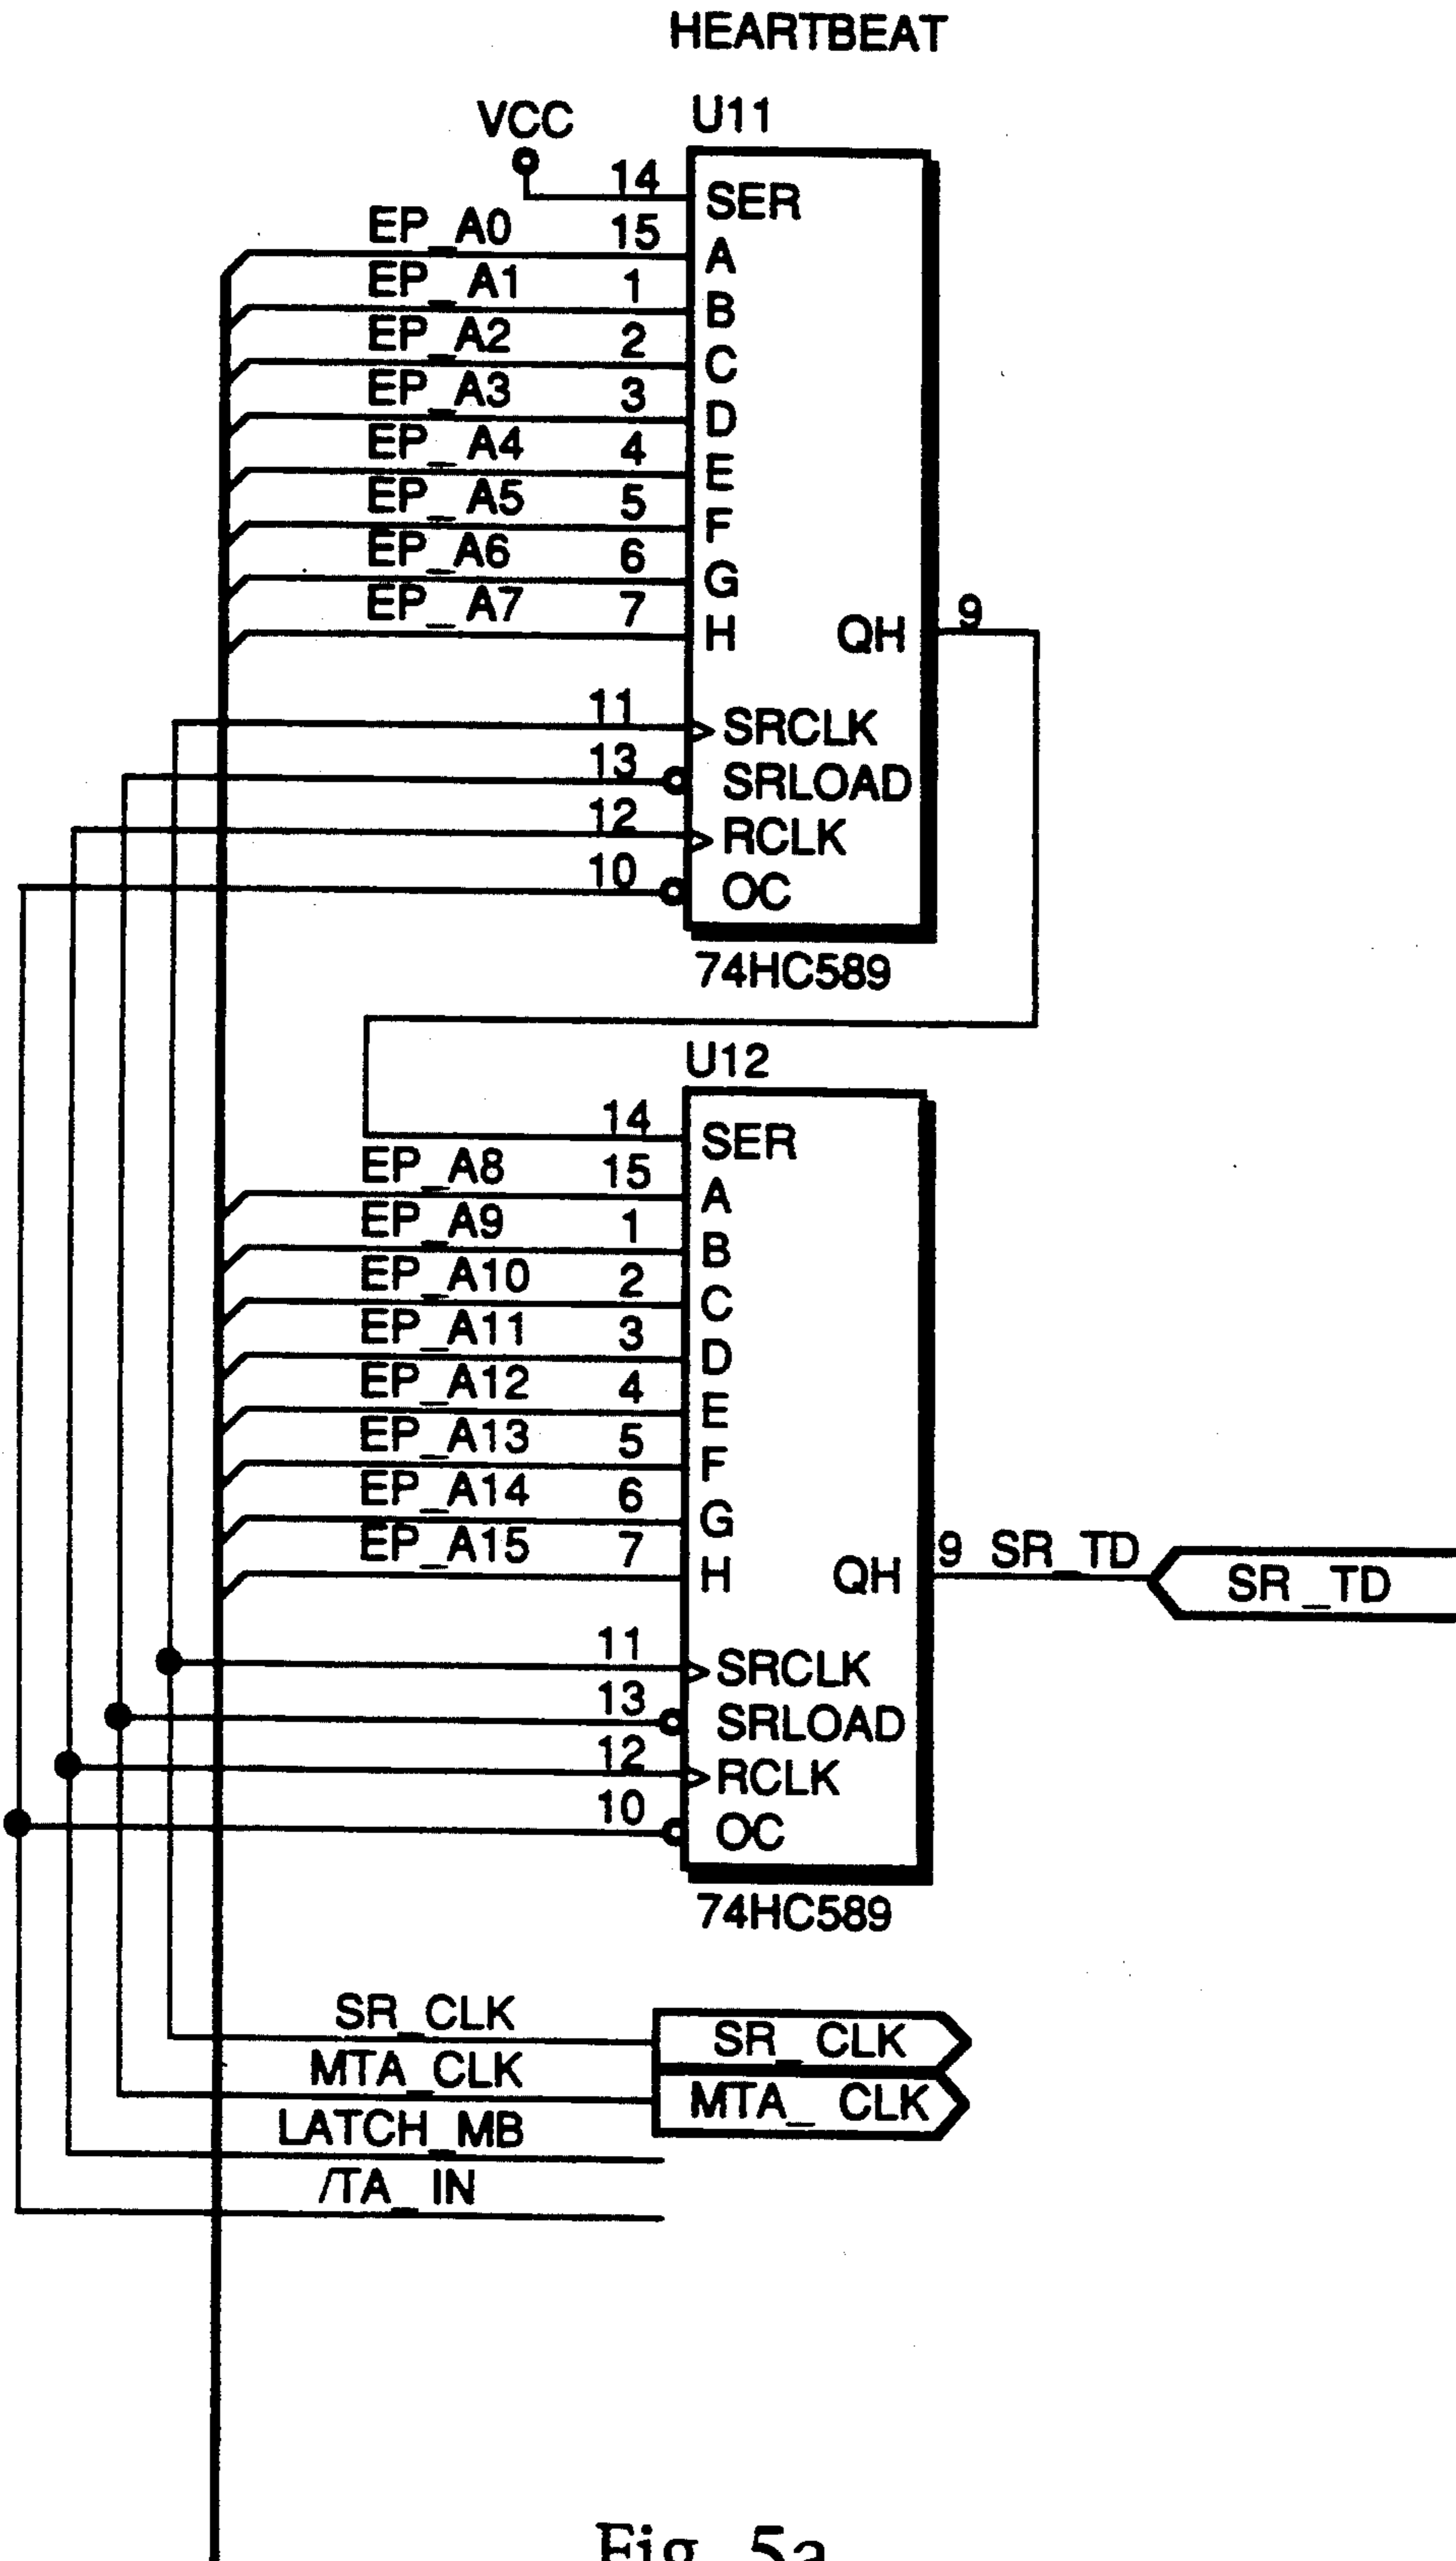 HEARTBEAT
U11
VCC
14 SER
EP_A0 15 A
EP_A1 1 B
EP_A2 2 C
EP_A3 3 D
EP_A4 4 E
EP_A5 5 F
EP_A6 6 G
EP_A7 7 H QH 9
11 SRCLK
13 SRLOAD
12 RCLK
10 OC
74HC589
U12
14 SER
EP_A8 15 A
EP_A9 1 B
EP_A10 2 C
EP_A11 3 D
EP_A12 4 E
EP_A13 5 F
EP_A14 6 G
EP_A15 7 H QH 9 SR_TD SR_TD
11 SRCLK
13 SRLOAD
12 RCLK
10 OC
74HC589
SR_CLK SR_CLK
MTA_CLK MTA_CLK
LATCH_MB
/TA_IN
Fig. 5a